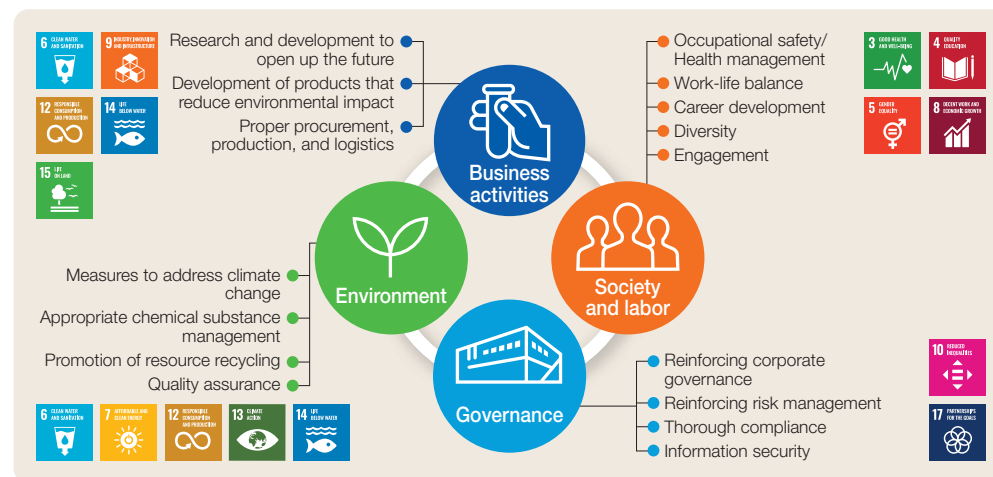 6 CLEAN WATER
AND SANITATION
9 INDUSTRY, INNOVATION
AND INFRASTRUCTURE
12 RESPONSIBLE
CONSUMPTION
AND PRODUCTION
14 LIFE
BELOW WATER
15 LIFE
ON LAND
Research and development to
open up the future
Development of products that
reduce environmental impact
Proper procurement,
production, and logistics
Business
activities
Occupational safety/
Health management
Work-life balance
Career development
Diversity
Engagement
3 GOOD HEALTH
AND WELL-BEING
4 QUALITY
EDUCATION
5 GENDER
EQUALITY
8 DECENT WORK AND
ECONOMIC GROWTH
Society
and labor
Environment
Measures to address climate
change
Appropriate chemical substance
management
Promotion of resource recycling
Quality assurance
6 CLEAN WATER
AND SANITATION
7 AFFORDABLE AND
CLEAN ENERGY
12 RESPONSIBLE
CONSUMPTION
AND PRODUCTION
13 CLIMATE
ACTION
14 LIFE
BELOW WATER
Governance
Reinforcing corporate
governance
Reinforcing risk management
Thorough compliance
Information security
10 REDUCED
INEQUALITIES
17 PARTNERSHIPS
FOR THE GOALS